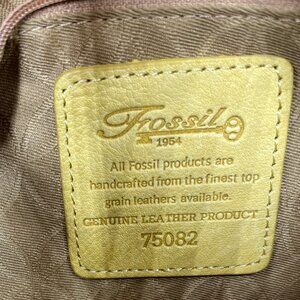 Fossil
1954
All Fossil products are
handcrafted from the finest top
grain leathers available.
GENUINE LEATHER PRODUCT
75082